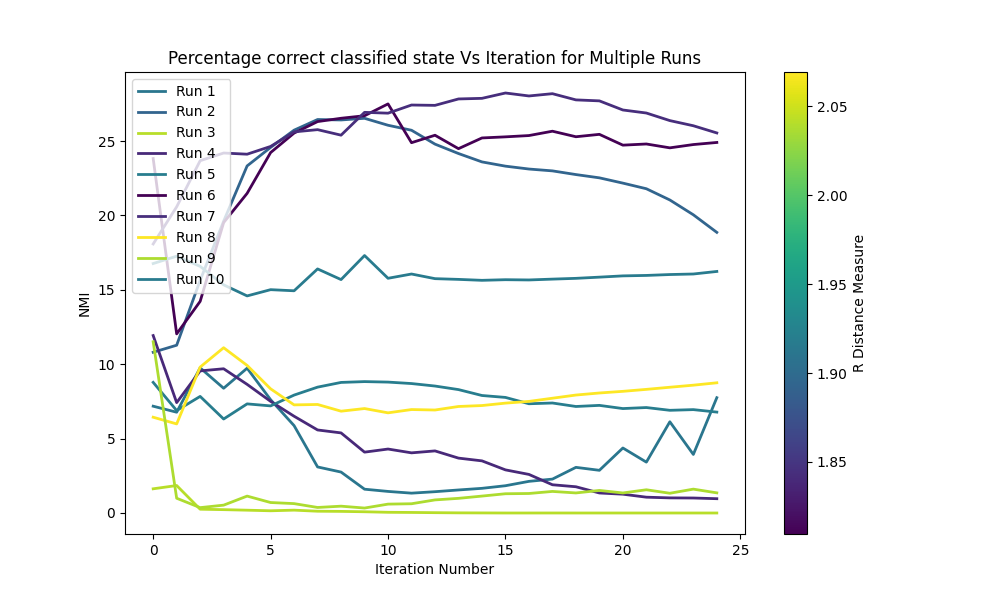 Percentage correct classified state Vs Iteration for Multiple Runs
Run 1
Run 2
Run 3
Run 4
Run 5
Run 6
Run 7
Run 8
Run 9
Run 10
NMI
25
20
15
10
5
0
0 5 10 15 20 25
Iteration Number
2.05
2.00
1.95
1.90
1.85
R Distance Measure